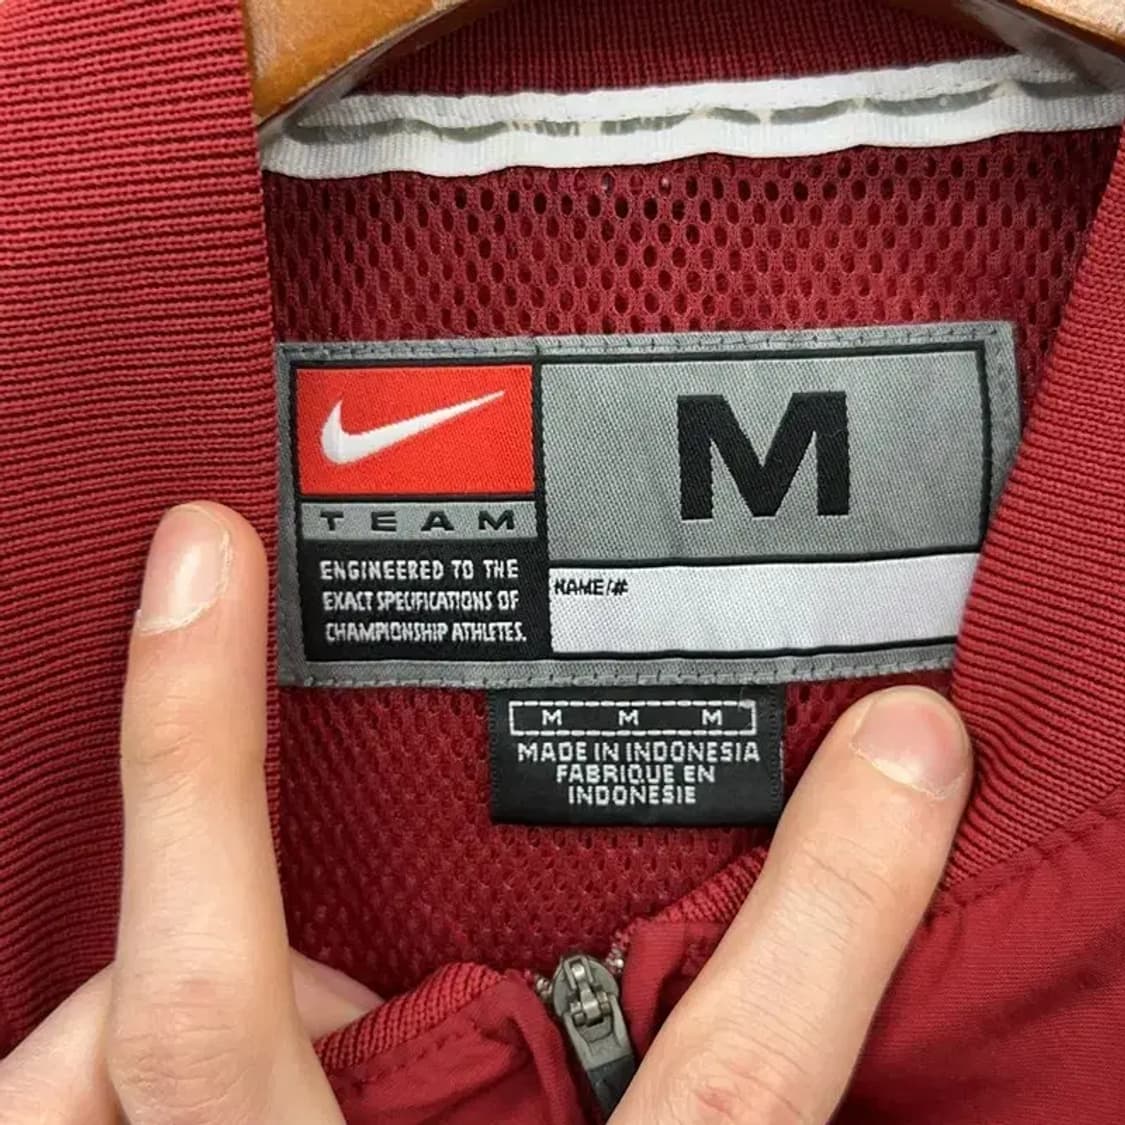 M
TEAM
ENGINEERED TO THE
EXACT SPECIFICATIONS OF
CHAMPIONSHIP ATHLETES.
NAME/#
M M M
MADE IN INDONESIA
FABRIQUE EN
INDONESIE